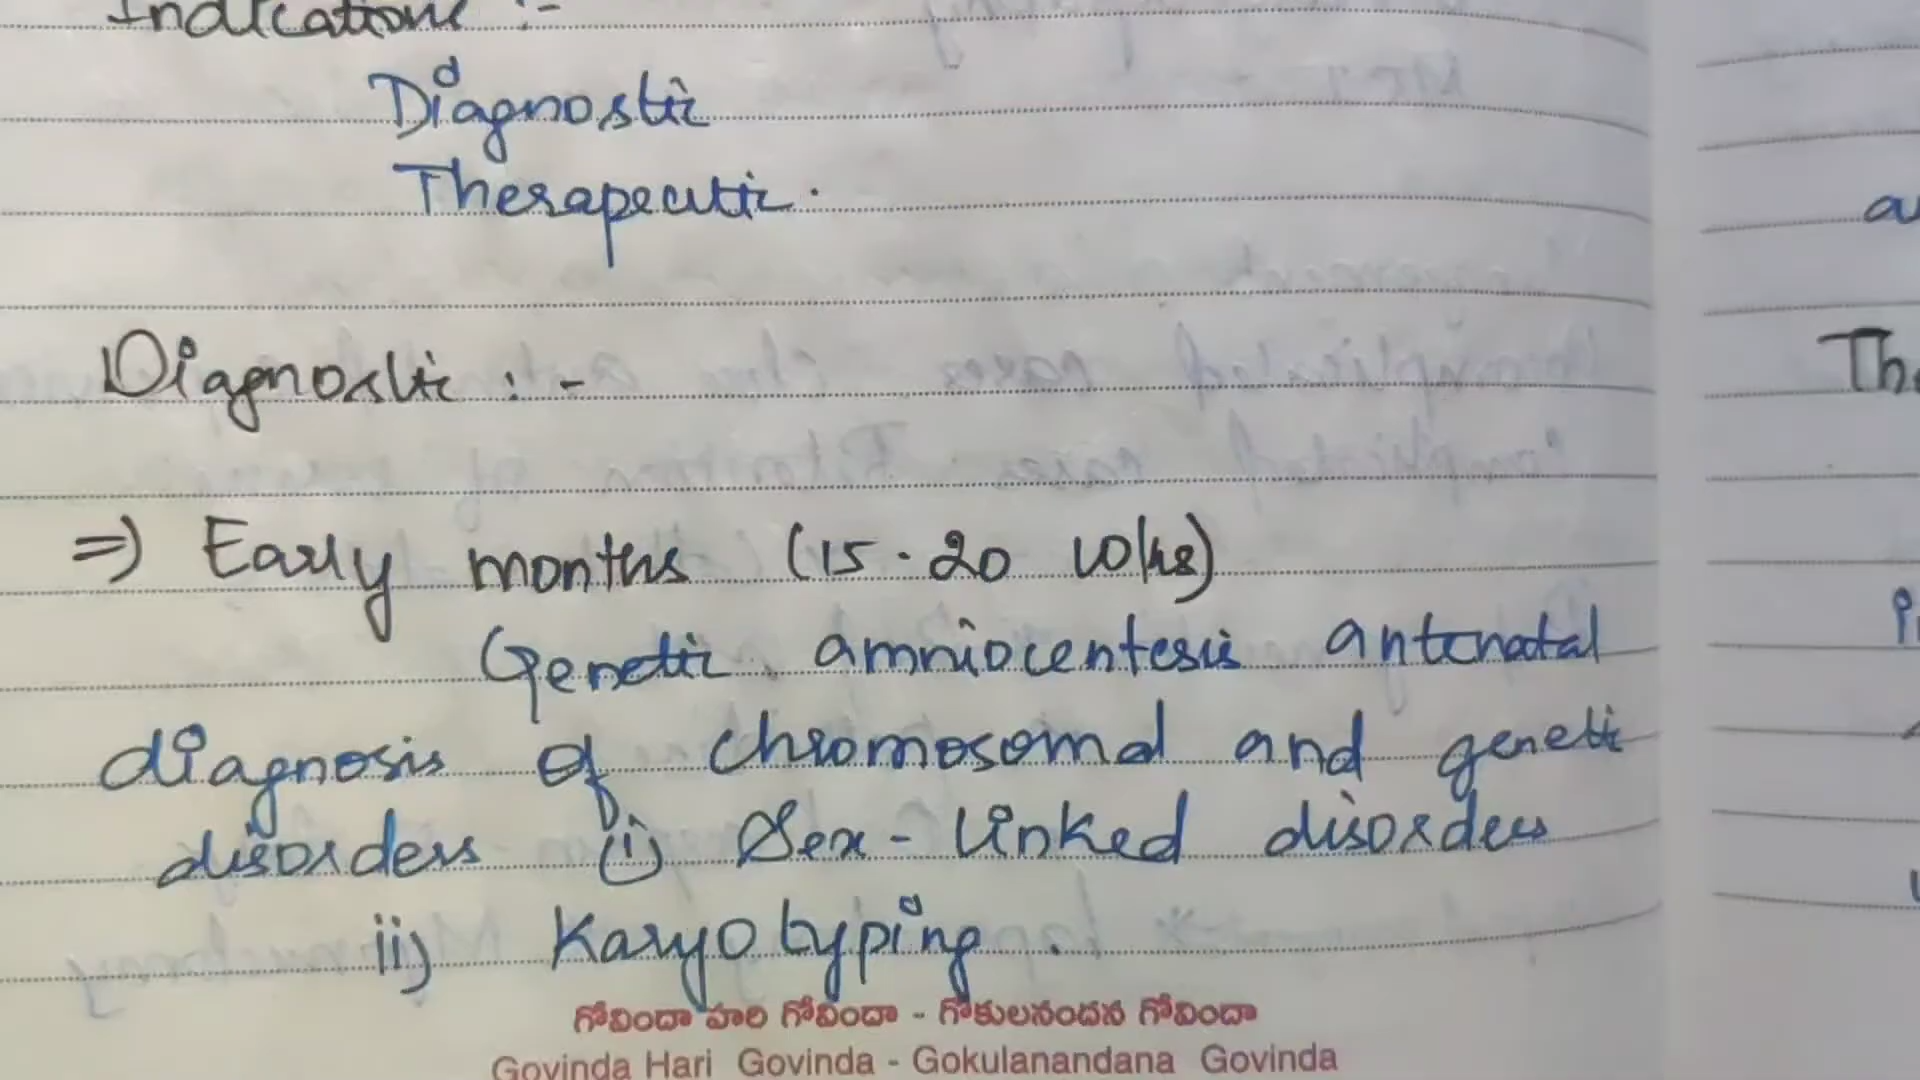 Indications :-
Diagnostic
Therapeutic.
Diagnostic :-
=) Early months (15-20 wks)
Genetic amniocentesis antenatal
diagnosis of chromosomal and genetic
disorders (i) Sex-linked disorders
ii) Karyotyping.
గోవిందా హరి గోవిందా - గోకులనందన గోవిందా
Govinda Hari Govinda - Gokulanandana Govinda